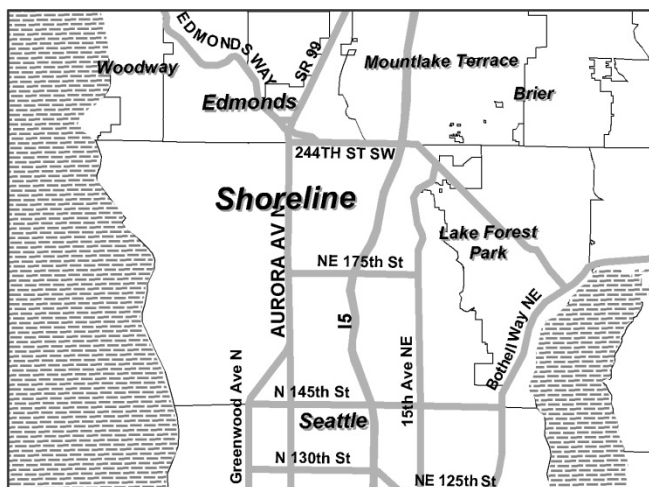 EDMONDS WAY
SR 99
Woodway
Mountlake Terrace
Edmonds
Brier
244TH ST SW
Shoreline
AURORA AV N
Lake Forest
Park
NE 175th St
I5
15th Ave NE
Bothell Way NE
Greenwood Ave N
N 145th St
Seattle
N 130th St
NE 125th St